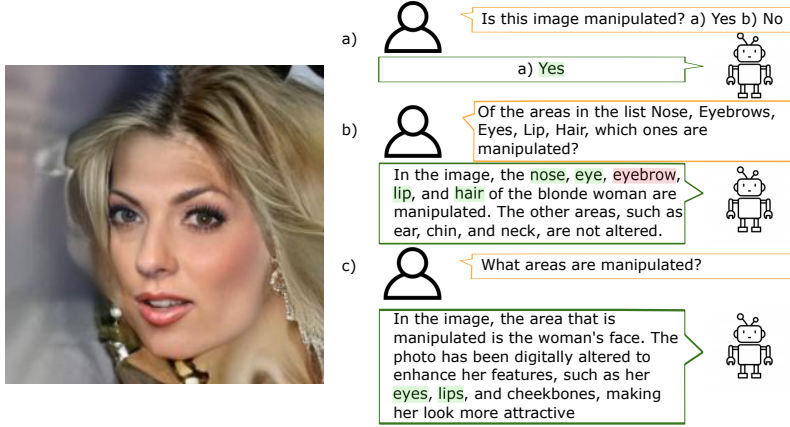 a)
Is this image manipulated? a) Yes b) No
a) Yes
b)
Of the areas in the list Nose, Eyebrows,
Eyes, Lip, Hair, which ones are
manipulated?
In the image, the nose, eye, eyebrow,
lip, and hair of the blonde woman are
manipulated. The other areas, such as
ear, chin, and neck, are not altered.
c)
What areas are manipulated?
In the image, the area that is
manipulated is the woman's face. The
photo has been digitally altered to
enhance her features, such as her
eyes, lips, and cheekbones, making
her look more attractive